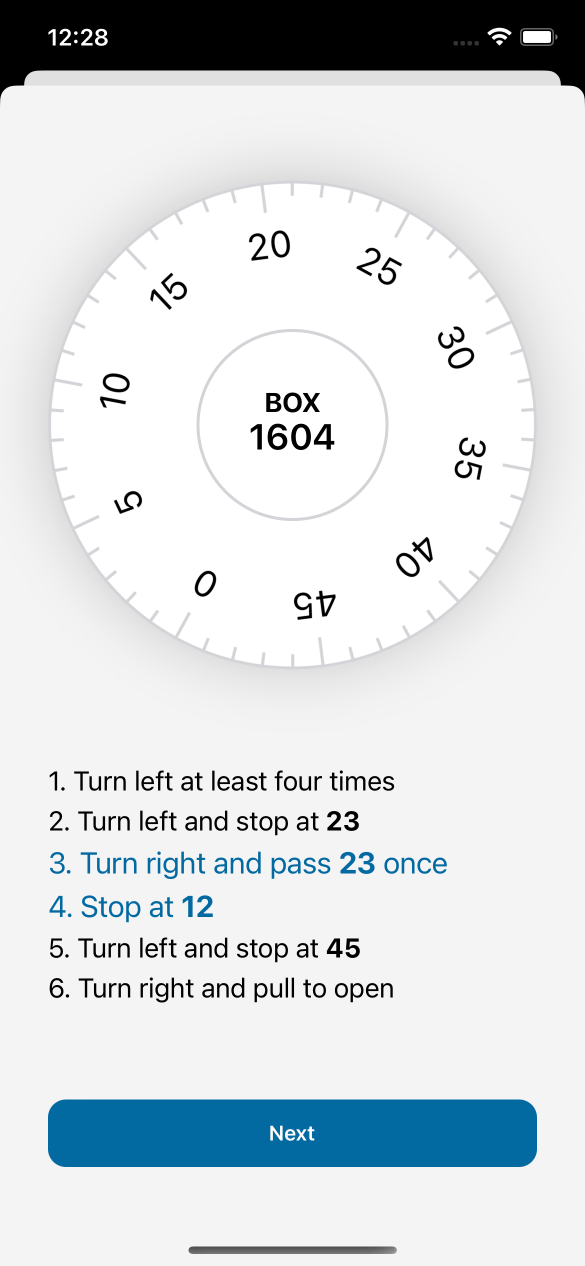 12:28
20
25
15
30
10
35
5
40
0
45
BOX
1604
1. Turn left at least four times
2. Turn left and stop at 23
3. Turn right and pass 23 once
4. Stop at 12
5. Turn left and stop at 45
6. Turn right and pull to open
Next